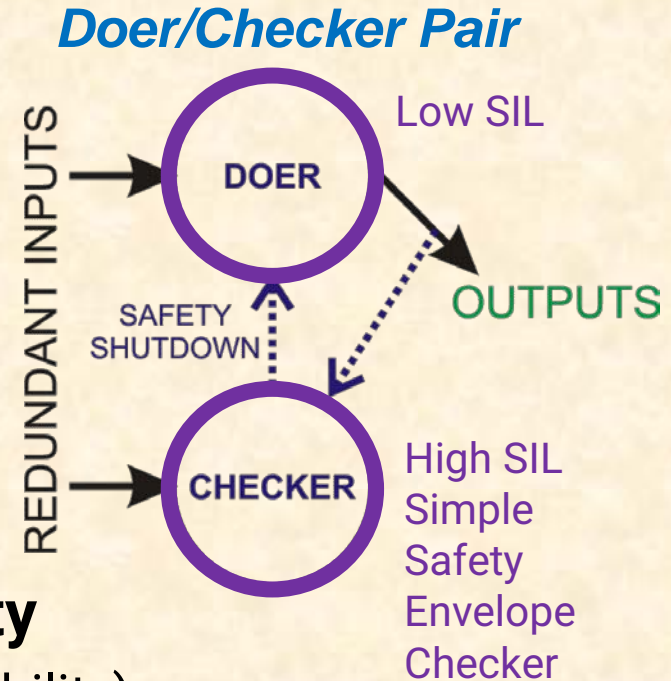 Doer/Checker Pair
REDUNDANT INPUTS
DOER
Low SIL
OUTPUTS
SAFETY
SHUTDOWN
CHECKER
High SIL
Simple
Safety
Envelope
Checker